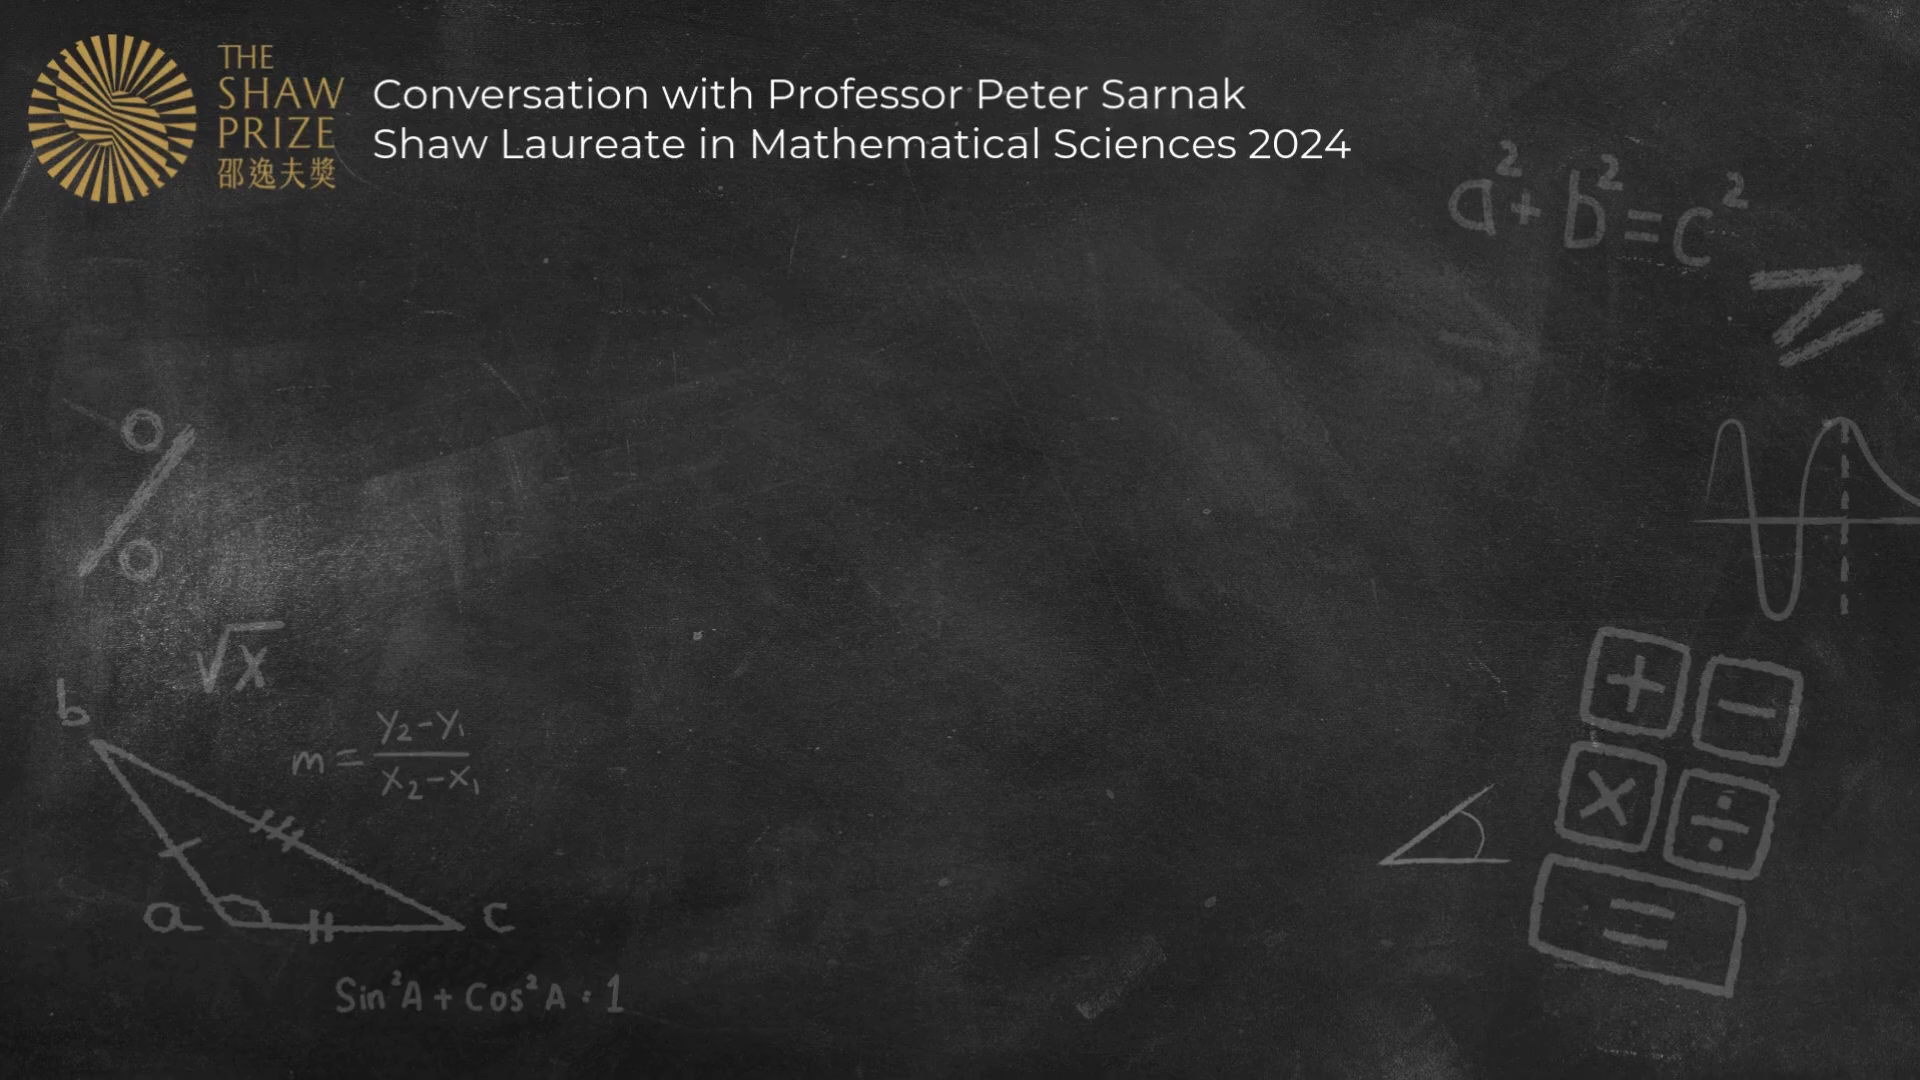 THE
SHAW
PRIZE
邵逸夫獎
Conversation with Professor Peter Sarnak
Shaw Laureate in Mathematical Sciences 2024
a²+b²=c²
%
√x
b
m = y₂-y₁ / x₂-x₁
a
c
Sin²A + Cos²A : 1
+
-
×
÷
=